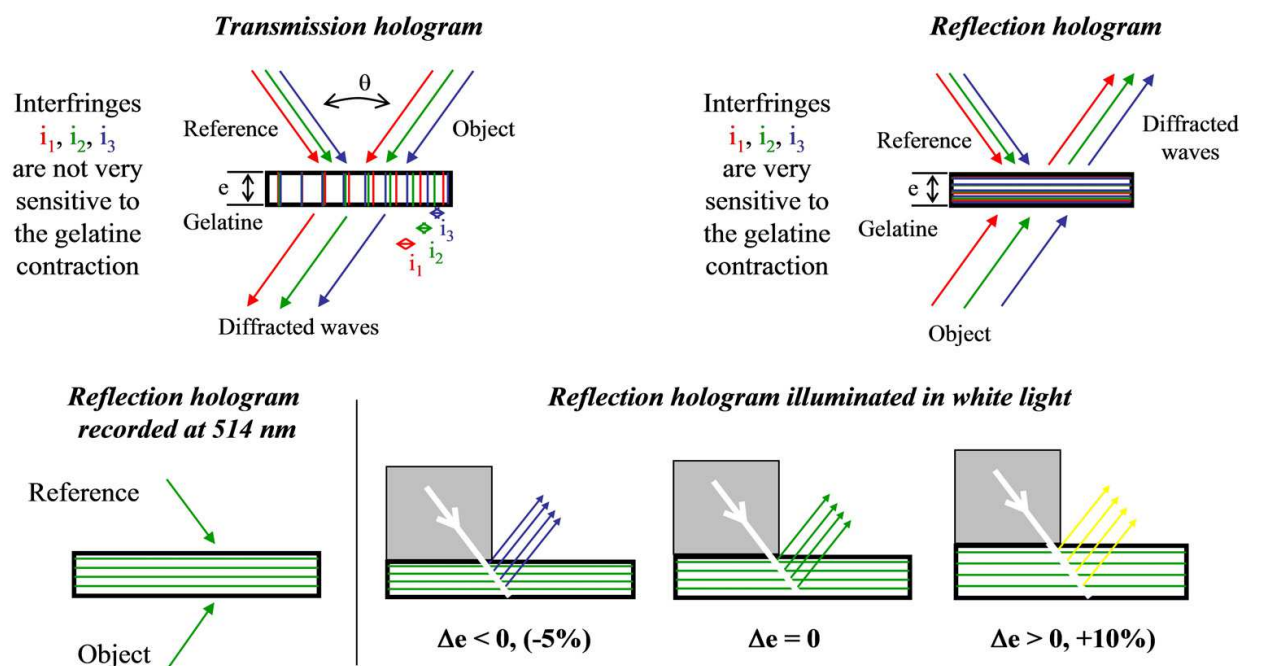 Transmission hologram
Interfringes
i1, i2, i3
are not very
sensitive to
the gelatine
contraction
θ
Reference
Object
e
Gelatine
i3
i2
i1
Diffracted waves
Reflection hologram
Interfringes
i1, i2, i3
are very
sensitive to
the gelatine
contraction
Reference
Diffracted
waves
e
Gelatine
Object
Reflection hologram
recorded at 514 nm
Reference
Object
Reflection hologram illuminated in white light
Δe < 0, (-5%)
Δe = 0
Δe > 0, +10%)